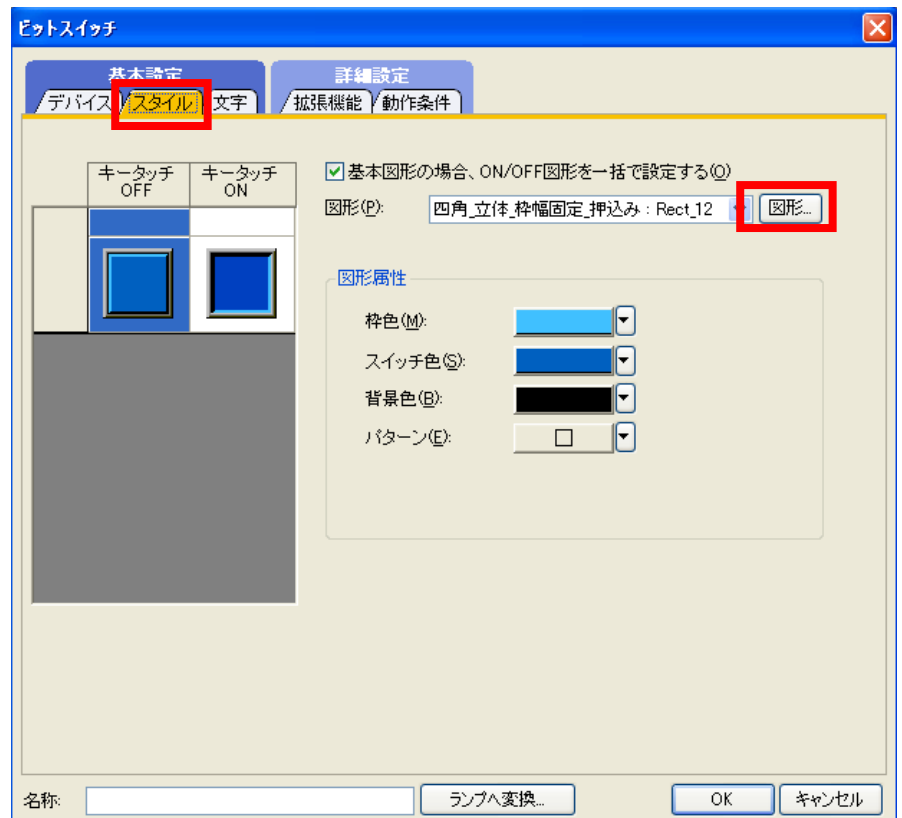 ビットスイッチ
基本設定 詳細設定
デバイス スタイル 文字 拡張機能 動作条件
キータッチ OFF キータッチ ON
基本図形の場合、ON/OFF図形を一括で設定する(O)
図形(P): 四角_立体_枠幅固定_押込み : Rect_12 図形...
図形属性
枠色(M):
スイッチ色(S):
背景色(B):
パターン(E):
名称: ランプへ変換... OK キャンセル